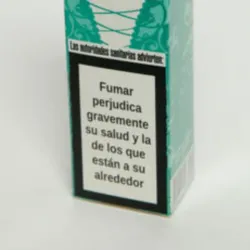 Las autoridades sanitarias advierten:
Fumar
perjudica
gravemente
su salud y la
de los que
están a su
alrededor